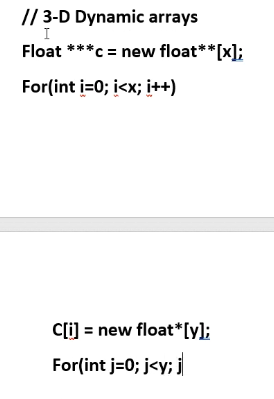 // 3-D Dynamic arrays
Float ***c = new float**[x];
For(int i=0; i<x; i++)
C[i] = new float*[y];
For(int j=0; j<y; j